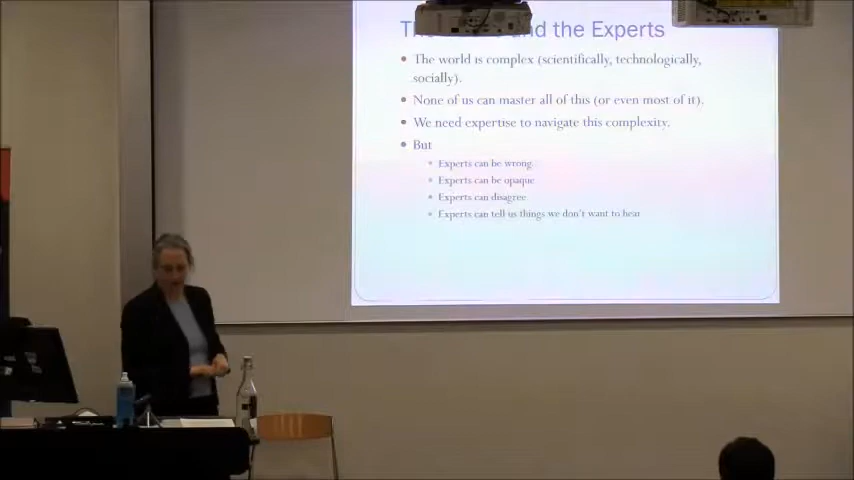 and the Experts
The world is complex (scientifically, technologically,
socially).
None of us can master all of this (or even most of it).
We need expertise to navigate this complexity.
But
Experts can be wrong
Experts can be opaque
Experts can disagree
Experts can tell us things we don't want to hear